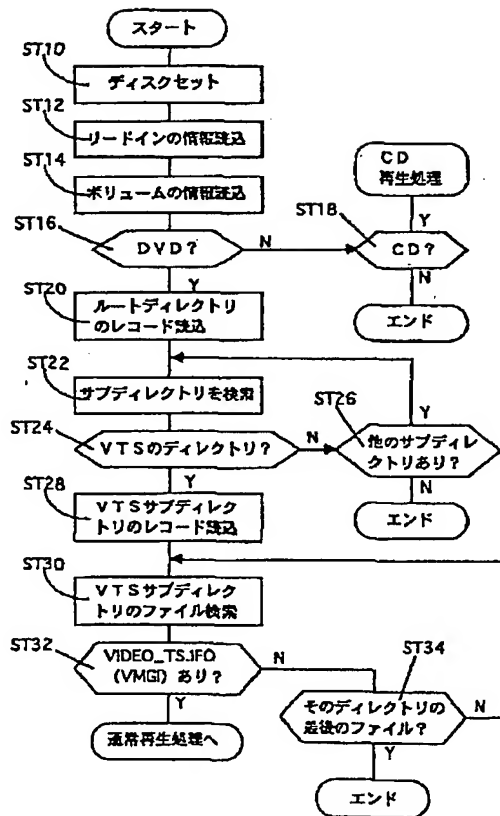 スタート
ST10
ディスクセット
ST12
リードインの情報読込
ST14
ボリュームの情報読込
CD
再生処理
ST16
DVD?
N
ST18
Y
CD?
N
エンド
ST20
Y
ルートディレクトリ
のレコード読込
ST22
サブディレクトリを検索
ST24
VTSのディレクトリ?
N
ST26
Y
他のサブディレ
クトリあり?
N
エンド
ST28
Y
VTSサブディレク
トリのレコード読込
ST30
VTSサブディレク
トリのファイル検索
ST32
VIDEO_TS.IFO
(VMGI)あり?
N
Y
通常再生処理へ
ST34
そのディレクトリの
最後のファイル?
N
Y
エンド